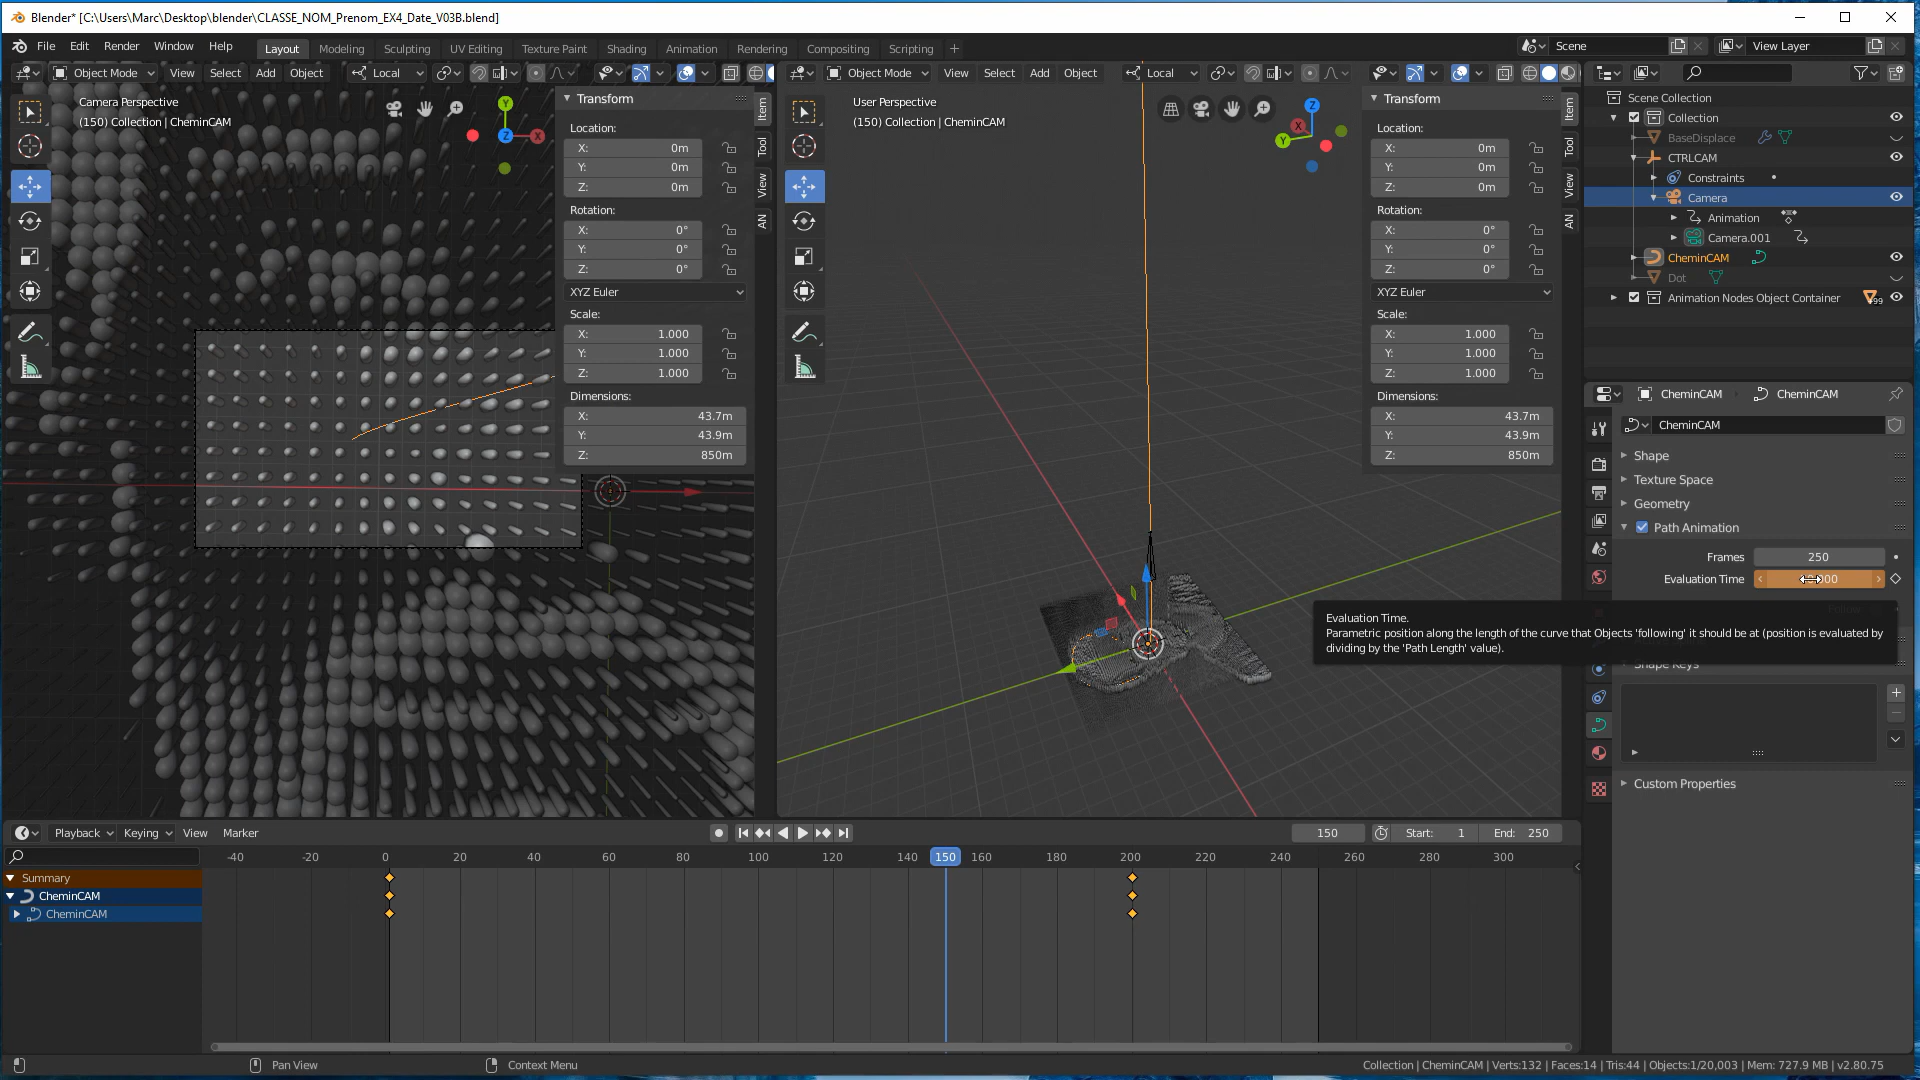 Blender* [C:\Users\Marc\Desktop\blender\CLASSE_NOM_Prenom_EX4_Date_V03B.blend]
File Edit Render Window Help
Layout Modeling Sculpting UV Editing Texture Paint Shading Animation Rendering Compositing Scripting +
Scene
View Layer
Object Mode View Select Add Object Local
Object Mode View Select Add Object Local
Camera Perspective
(150) Collection | CheminCAM
Y
Z
X
Transform
Location:
X: 0m
Y: 0m
Z: 0m
Rotation:
X: 0°
Y: 0°
Z: 0°
XYZ Euler
Scale:
X: 1.000
Y: 1.000
Z: 1.000
Dimensions:
X: 43.7m
Y: 43.9m
Z: 850m
Item
Tool
View
AN
User Perspective
(150) Collection | CheminCAM
Z
X
Y
Transform
Location:
X: 0m
Y: 0m
Z: 0m
Rotation:
X: 0°
Y: 0°
Z: 0°
XYZ Euler
Scale:
X: 1.000
Y: 1.000
Z: 1.000
Dimensions:
X: 43.7m
Y: 43.9m
Z: 850m
Item
Tool
View
AN
Scene Collection
Collection
BaseDisplace
CTRLCAM
Constraints
Camera
Animation
Camera.001
CheminCAM
Dot
Animation Nodes Object Container 99
CheminCAM CheminCAM
CheminCAM
Shape
Texture Space
Geometry
Path Animation
Frames 250
Evaluation Time
Evaluation Time.
Parametric position along the length of the curve that Objects 'following' it should be at (position is evaluated by
dividing by the 'Path Length' value).
Shape Keys
Custom Properties
Playback Keying View Marker
150
Start: 1
End: 250
-40 -20 0 20 40 60 80 100 120 140 150 160 180 200 220 240 260 280 300
Summary
CheminCAM
CheminCAM
Pan View
Context Menu
Collection | CheminCAM | Verts:132 | Faces:14 | Tris:44 | Objects:1/20,003 | Mem: 727.9 MB | v2.80.75